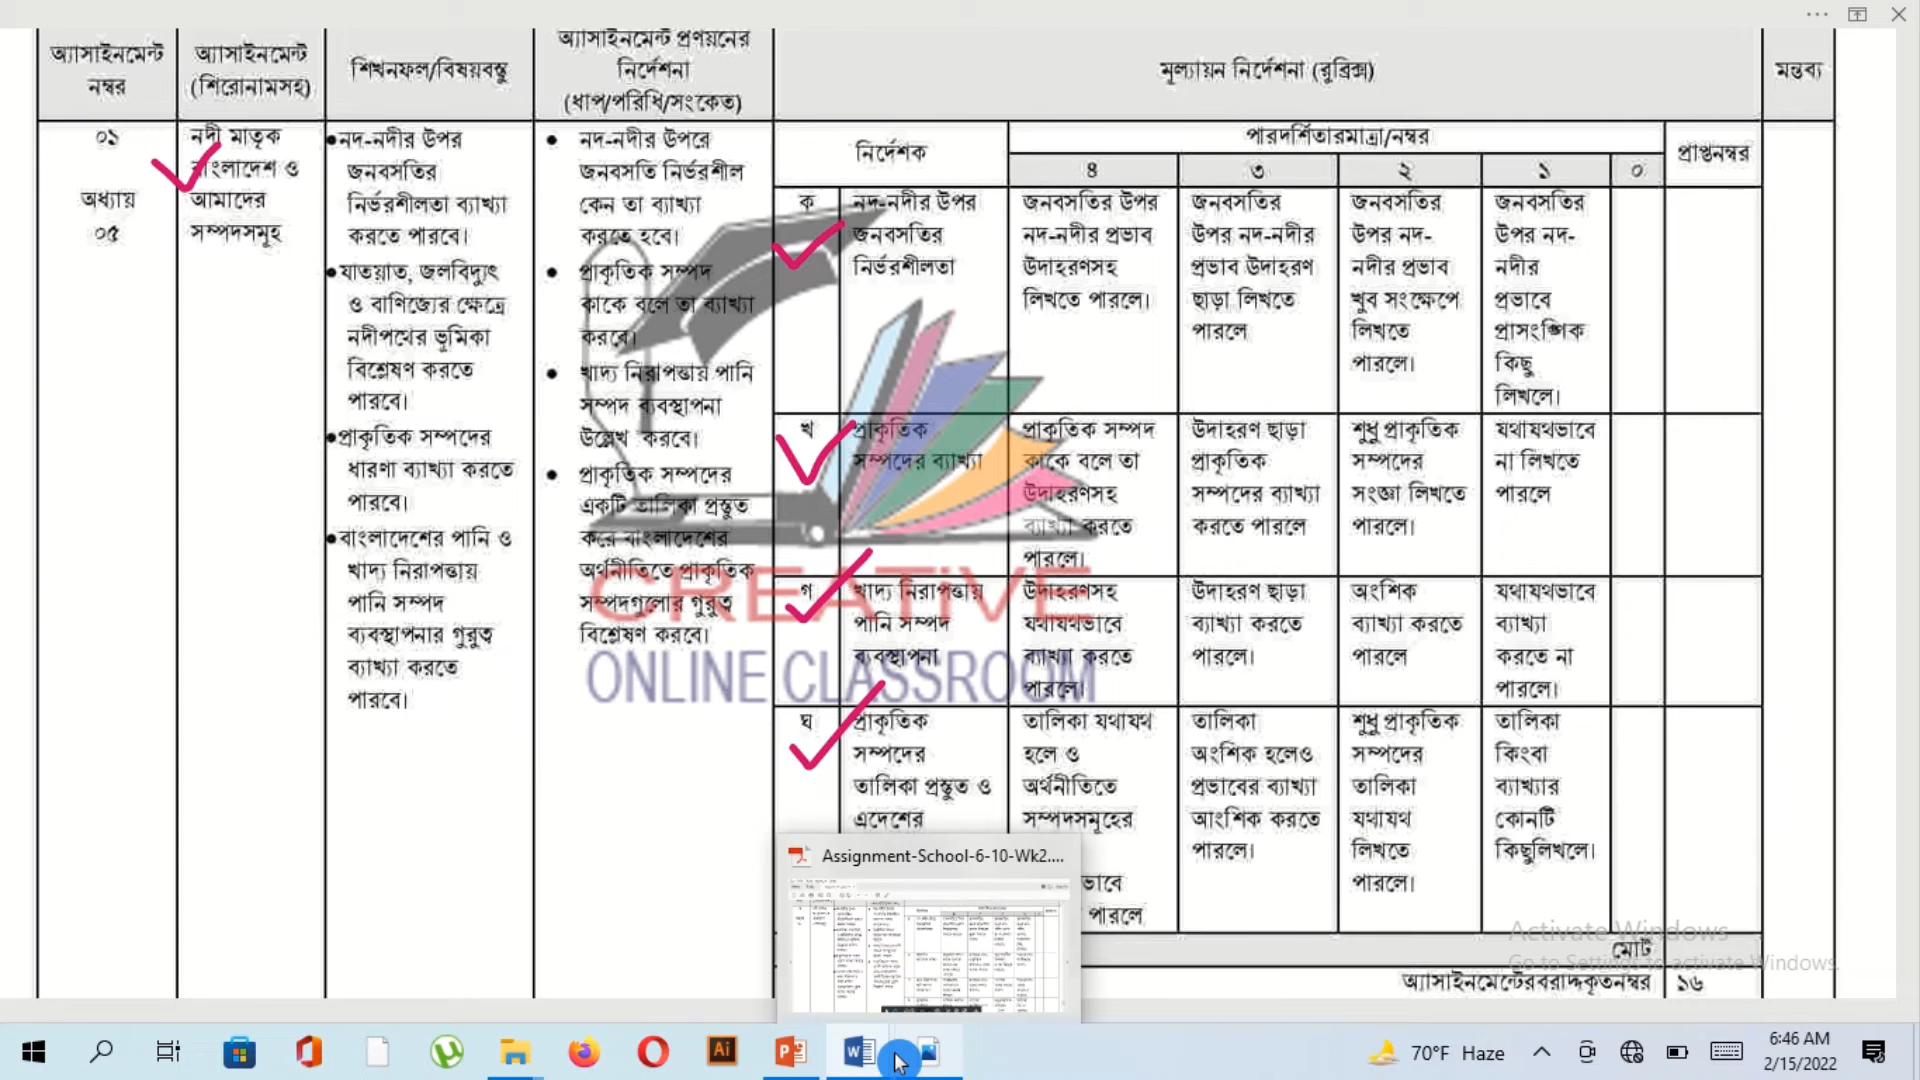 অ্যাসাইনমেন্ট
নম্বর
অ্যাসাইনমেন্ট
(শিরোনামসহ)
শিখনফল/বিষয়বস্তু
অ্যাসাইনমেন্ট প্রণয়নের
নির্দেশনা
(ধাপ/পরিধি/সংকেত)
মূল্যায়ন নির্দেশনা (রুব্রিক্স)
মন্তব্য
০১
অধ্যায়
০৫
নদী মাতৃক
বাংলাদেশ ও
আমাদের
সম্পদসমূহ
●নদ-নদীর উপর
জনবসতির
নির্ভরশীলতা ব্যাখ্যা
করতে পারবে।
●যাতয়াত, জলবিদ্যুৎ
ও বাণিজ্যের ক্ষেত্রে
নদীপথের ভূমিকা
বিশ্লেষণ করতে
পারবে।
●প্রাকৃতিক সম্পদের
ধারণা ব্যাখ্যা করতে
পারবে।
●বাংলাদেশের পানি ও
খাদ্য নিরাপত্তায়
পানি সম্পদ
ব্যবস্থাপনার গুরুত্ব
ব্যাখ্যা করতে
পারবে।
● নদ-নদীর উপরে
জনবসতি নির্ভরশীল
কেন তা ব্যাখ্যা
করতে হবে।
● প্রাকৃতিক সম্পদ
কাকে বলে তা ব্যাখ্যা
করবে।
● খাদ্য নিরাপত্তায় পানি
সম্পদ ব্যবস্থাপনা
উল্লেখ করবে।
● প্রাকৃতিক সম্পদের
একটি তালিকা প্রস্তুত
করে বাংলাদেশের
অর্থনীতিতে প্রাকৃতিক
সম্পদগুলোর গুরুত্ব
বিশ্লেষণ করবে।
নির্দেশক
পারদর্শিতারমাত্রা/নম্বর
প্রাপ্তনম্বর
৪ ৩ ২ ১ ০
ক
নদ-নদীর উপর
জনবসতির
নির্ভরশীলতা
জনবসতির উপর
নদ-নদীর প্রভাব
উদাহরণসহ
লিখতে পারলে।
জনবসতির
উপর নদ-নদীর
প্রভাব উদাহরণ
ছাড়া লিখতে
পারলে
জনবসতির
উপর নদ-
নদীর প্রভাব
খুব সংক্ষেপে
লিখতে
পারলে।
জনবসতির
উপর নদ-
নদীর
প্রভাবে
প্রাসংঙ্গিক
কিছু
লিখলে।
খ
প্রাকৃতিক
সম্পদের ব্যাখ্যা
প্রাকৃতিক সম্পদ
কাকে বলে তা
উদাহরণসহ
ব্যাখ্যা করতে
পারলে।
উদাহরণ ছাড়া
প্রাকৃতিক
সম্পদের ব্যাখ্যা
করতে পারলে
শুধু প্রাকৃতিক
সম্পদের
সংজ্ঞা লিখতে
পারলে।
যথাযথভাবে
না লিখতে
পারলে
গ
খাদ্য নিরাপত্তায়
পানি সম্পদ
ব্যবস্থাপনা
উদাহরণসহ
যথাযথভাবে
ব্যাখ্যা করতে
পারলে।
উদাহরণ ছাড়া
ব্যাখ্যা করতে
পারলে।
অংশিক
ব্যাখ্যা করতে
পারলে
যথাযথভাবে
ব্যাখ্যা
করতে না
পারলে।
ঘ
প্রাকৃতিক
সম্পদের
তালিকা প্রস্তুত ও
এদেশের
তালিকা যথাযথ
হলে ও
অর্থনীতিতে
সম্পদসমূহের
ভাবে
পারলে
তালিকা
অংশিক হলেও
প্রভাবের ব্যাখ্যা
আংশিক করতে
পারলে।
শুধু প্রাকৃতিক
সম্পদের
তালিকা
যথাযথ
লিখতে
পারলে।
তালিকা
কিংবা
ব্যাখ্যার
কোনটি
কিছুলিখলে।
মোট
অ্যাসাইনমেন্টেরবরাদ্দকৃতনম্বর ১৬
CREATiVE
ONLINE CLASSROOM
Assignment-School-6-10-Wk2....
Activate Windows
Go to Settings to activate Windows.
Ai
P
W
70°F Haze
6:46 AM
2/15/2022